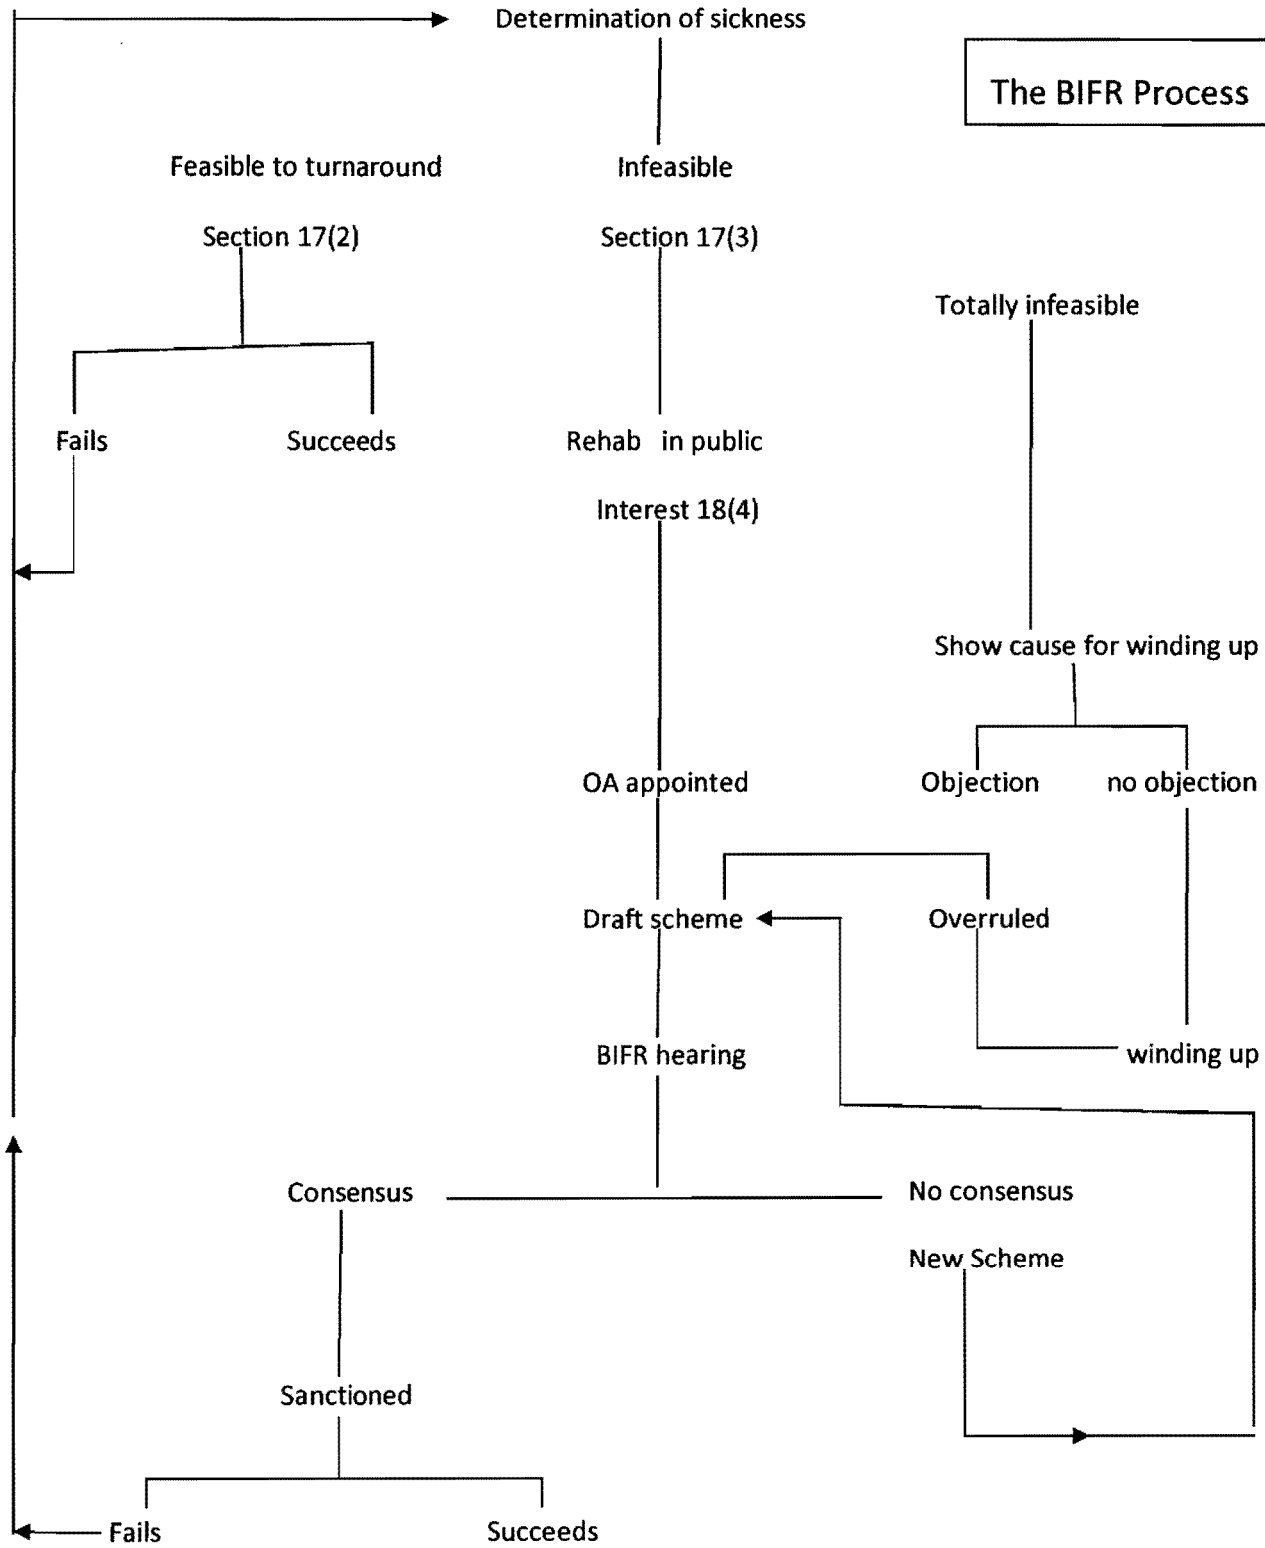 Determination of sickness
The BIFR Process
Feasible to turnaround
Infeasible
Section 17(2)
Section 17(3)
Totally infeasible
Fails
Succeeds
Rehab in public
Interest 18(4)
Show cause for winding up
OA appointed
Objection
no objection
Draft scheme
Overruled
BIFR hearing
winding up
Consensus
No consensus
New Scheme
Sanctioned
Fails
Succeeds